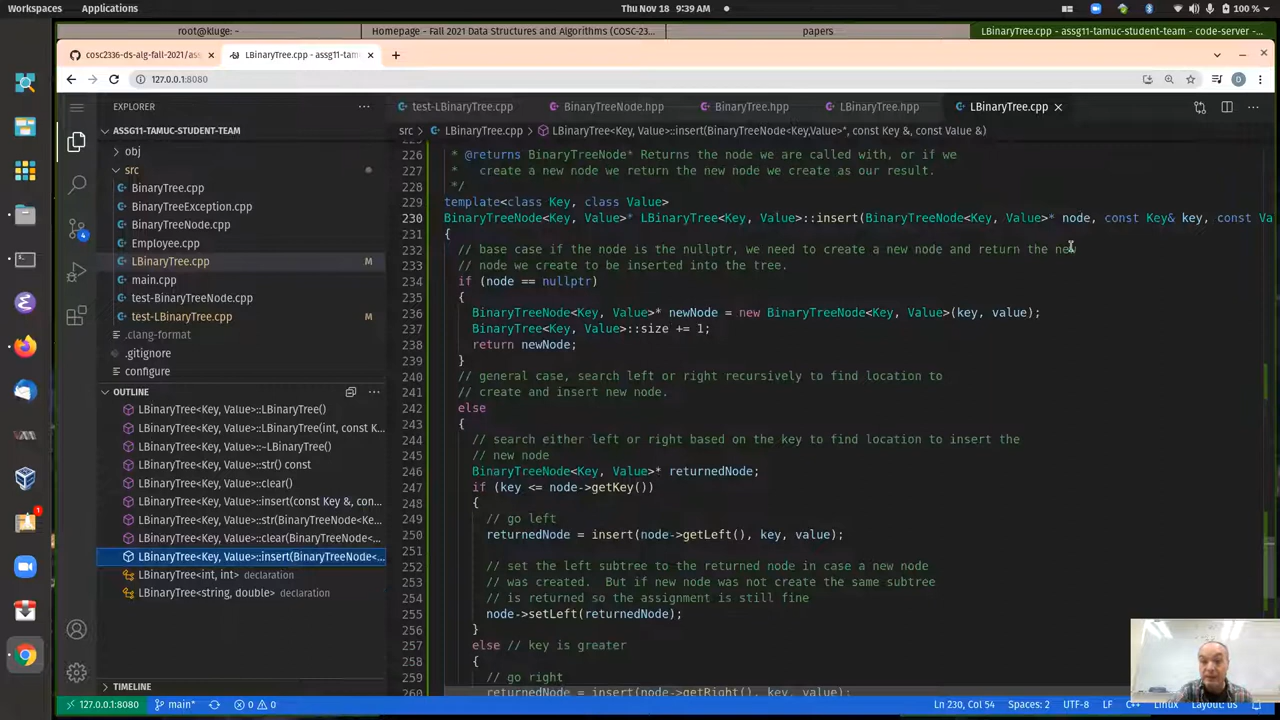 Workspaces Applications Thu Nov 18 9:39 AM 100 %
root@kluge: ~ Homepage - Fall 2021 Data Structures and Algorithms (COSC-23... papers LBinaryTree.cpp - assg11-tamuc-student-team - code-server - ...
cosc2336-ds-alg-fall-2021/ass LBinaryTree.cpp - assg11-tam
127.0.0.1:8080
EXPLORER
test-LBinaryTree.cpp BinaryTreeNode.hpp BinaryTree.hpp LBinaryTree.hpp LBinaryTree.cpp
ASSG11-TAMUC-STUDENT-TEAM
obj
src
BinaryTree.cpp
BinaryTreeException.cpp
BinaryTreeNode.cpp
Employee.cpp
LBinaryTree.cpp M
main.cpp
test-BinaryTreeNode.cpp
test-LBinaryTree.cpp M
.clang-format
.gitignore
configure
OUTLINE
LBinaryTree<Key, Value>::LBinaryTree()
LBinaryTree<Key, Value>::LBinaryTree(int, const K...
LBinaryTree<Key, Value>::~LBinaryTree()
LBinaryTree<Key, Value>::str() const
LBinaryTree<Key, Value>::clear()
LBinaryTree<Key, Value>::insert(const Key &, con...
LBinaryTree<Key, Value>::str(BinaryTreeNode<Ke...
LBinaryTree<Key, Value>::clear(BinaryTreeNode<...
LBinaryTree<Key, Value>::insert(BinaryTreeNode<...
LBinaryTree<int, int> declaration
LBinaryTree<string, double> declaration
TIMELINE
src > LBinaryTree.cpp > LBinaryTree<Key, Value>::insert(BinaryTreeNode<Key,Value>*, const Key &, const Value &)
226 * @returns BinaryTreeNode* Returns the node we are called with, or if we
227 * create a new node we return the new node we create as our result.
228 */
229 template<class Key, class Value>
230 BinaryTreeNode<Key, Value>* LBinaryTree<Key, Value>::insert(BinaryTreeNode<Key, Value>* node, const Key& key, const Va
231 {
232 // base case if the node is the nullptr, we need to create a new node and return the new
233 // node we create to be inserted into the tree.
234 if (node == nullptr)
235 {
236 BinaryTreeNode<Key, Value>* newNode = new BinaryTreeNode<Key, Value>(key, value);
237 BinaryTree<Key, Value>::size += 1;
238 return newNode;
239 }
240 // general case, search left or right recursively to find location to
241 // create and insert new node.
242 else
243 {
244 // search either left or right based on the key to find location to insert the
245 // new node
246 BinaryTreeNode<Key, Value>* returnedNode;
247 if (key <= node->getKey())
248 {
249 // go left
250 returnedNode = insert(node->getLeft(), key, value);
251
252 // set the left subtree to the returned node in case a new node
253 // was created. But if new node was not create the same subtree
254 // is returned so the assignment is still fine
255 node->setLeft(returnedNode);
256 }
257 else // key is greater
258 {
259 // go right
260 returnedNode = insert(node->getRight(), key, value);
127.0.0.1:8080 main* 0 0 Ln 230, Col 54 Spaces: 2 UTF-8 LF C++ Linux Layout: us